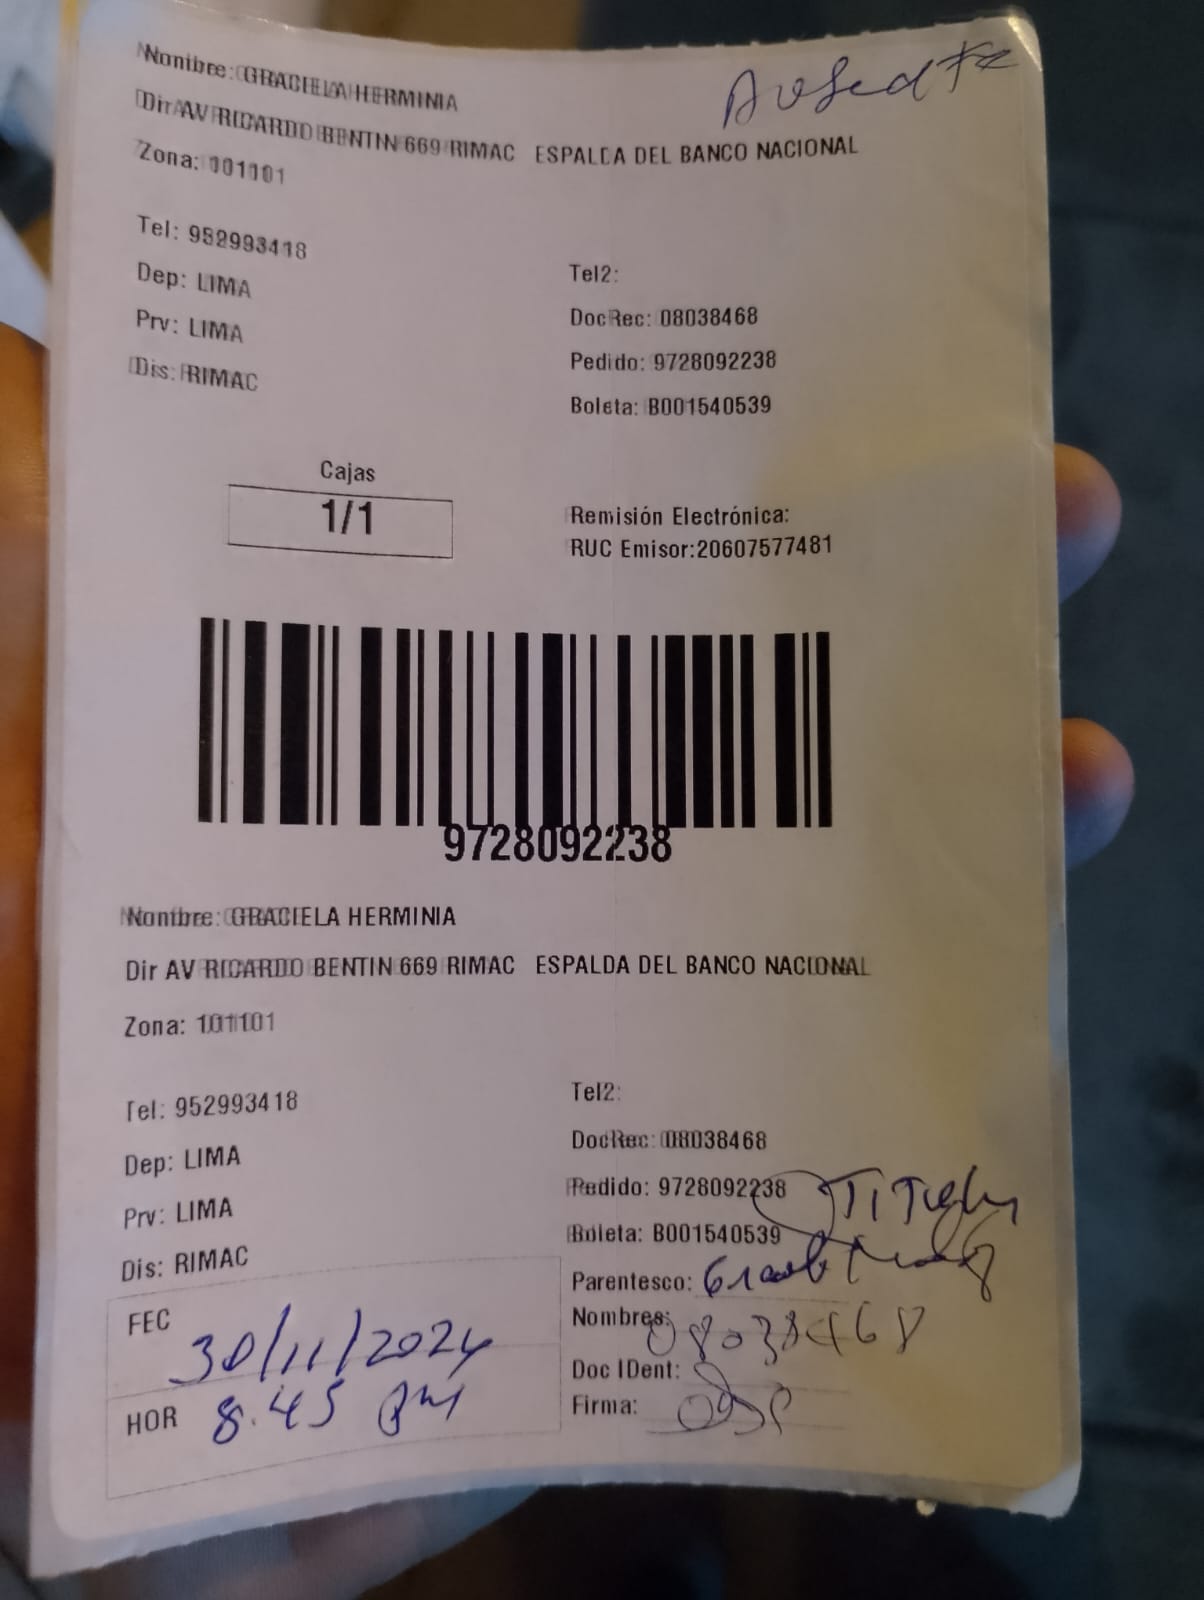 Nombre: GRACIELA HERMINIA
Dir AV RICARDO BENTIN 669 RIMAC ESPALDA DEL BANCO NACIONAL
Zona: 101101
Tel: 952993418
Dep: LIMA
Prv: LIMA
Dis: RIMAC
Tel2:
DocRec: 08038468
Pedido: 9728092238
Boleta: B001540539
Cajas
1/1
Remisión Electrónica:
RUC Emisor:20607577481
9728092238
Nombre: GRACIELA HERMINIA
Dir AV RICARDO BENTIN 669 RIMAC ESPALDA DEL BANCO NACIONAL
Zona: 101101
Tel: 952993418
Dep: LIMA
Prv: LIMA
Dis: RIMAC
Tel2:
DocRec: 08038468
Pedido: 9728092238
Boleta: B001540539
Parentesco:
Nombres: 08038468
Doc IDent:
Firma:
FEC 30/11/2024
HOR 8:45 pm